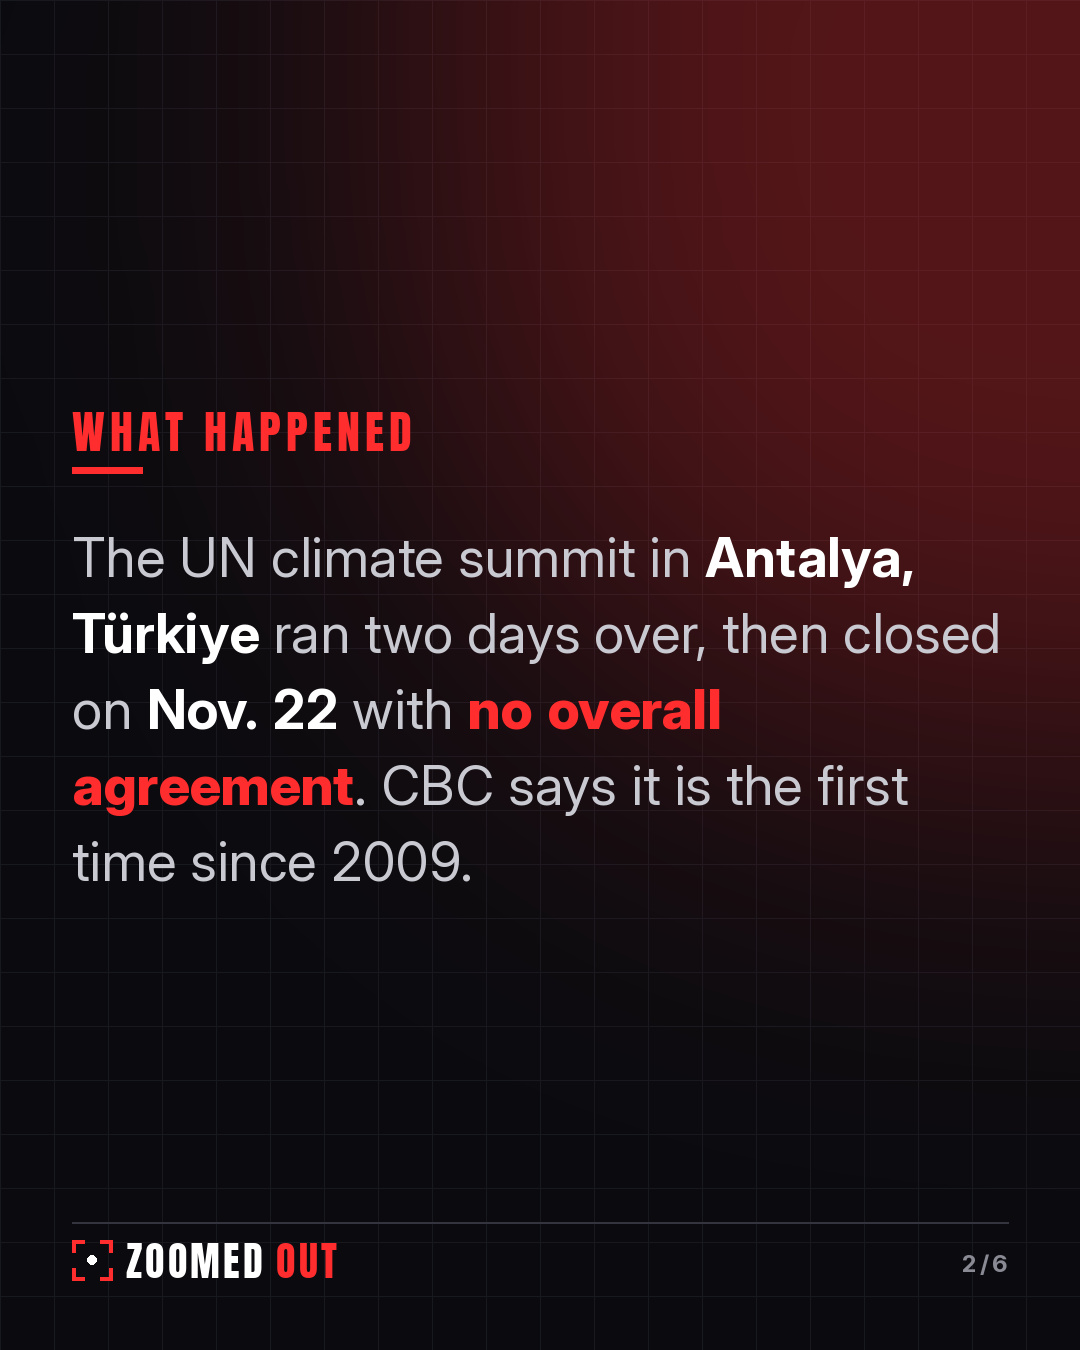 WHAT HAPPENED
The UN climate summit in Antalya,
Türkiye ran two days over, then closed
on Nov. 22 with no overall
agreement. CBC says it is the first
time since 2009.
ZOOMED OUT
2/6